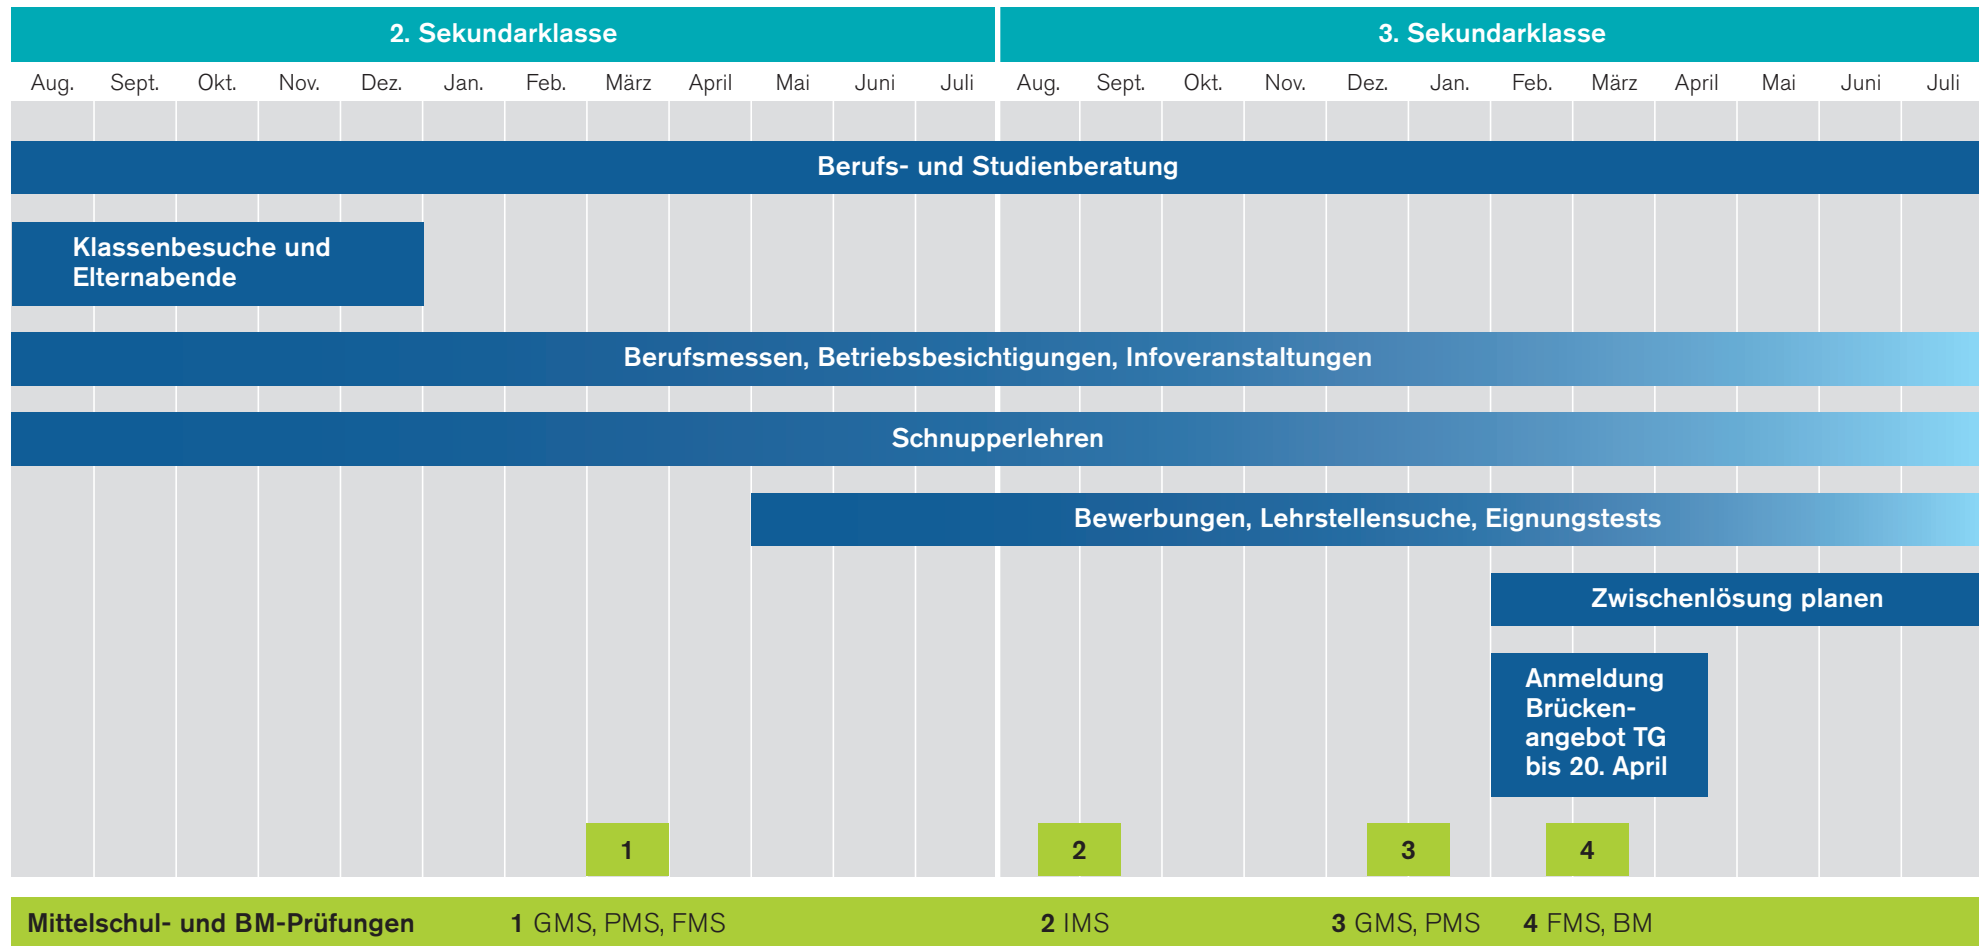 2. Sekundarklasse 3. Sekundarklasse
Aug. Sept. Okt. Nov. Dez. Jan. Feb. März April Mai Juni Juli Aug. Sept. Okt. Nov. Dez. Jan. Feb. März April Mai Juni Juli
Berufs- und Studienberatung
Klassenbesuche und
Elternabende
Berufsmessen, Betriebsbesichtigungen, Infoveranstaltungen
Schnupperlehren
Bewerbungen, Lehrstellensuche, Eignungstests
Zwischenlösung planen
Anmeldung
Brücken-
angebot TG
bis 20. April
1 2 3 4
Mittelschul- und BM-Prüfungen 1 GMS, PMS, FMS 2 IMS 3 GMS, PMS 4 FMS, BM